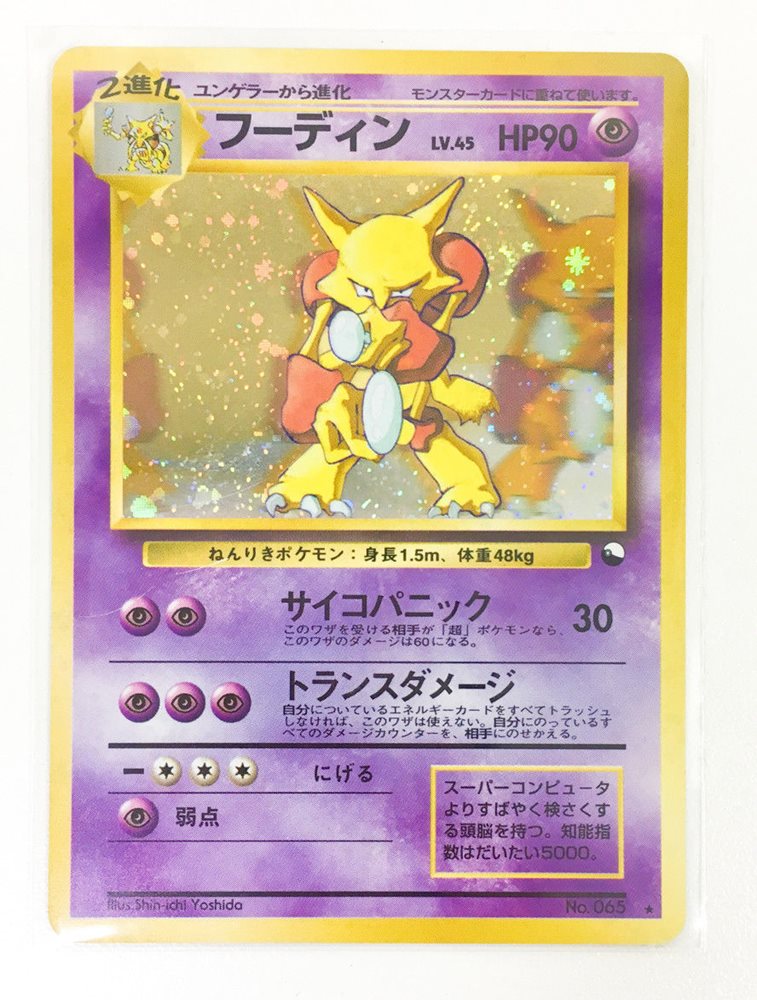 2進化
ユンゲラーから進化
モンスターカードに重ねて使います。
フーディン LV.45 HP90
ねんりきポケモン：身長1.5m、体重48kg
サイコパニック 30
このワザを受ける相手が「超」ポケモンなら、
このワザのダメージは60になる。
トランスダメージ
自分についているエネルギーカードをすべてトラッシュ
しなければ、このワザは使えない。自分にのっているす
べてのダメージカウンターを、相手にのせかえる。
にげる
弱点
スーパーコンピュータ
よりすばやく検さくす
る頭脳を持つ。知能指
数はだいたい5000。
Illus.Shin-ichi Yoshida
No. 065 ★